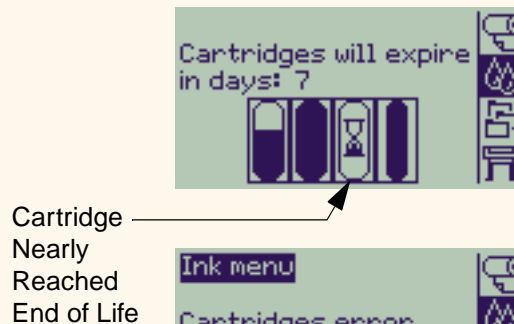 Cartridges will expire
in days: 7
Cartridge
Nearly
Reached
End of Life
Ink menu
Cartridges error